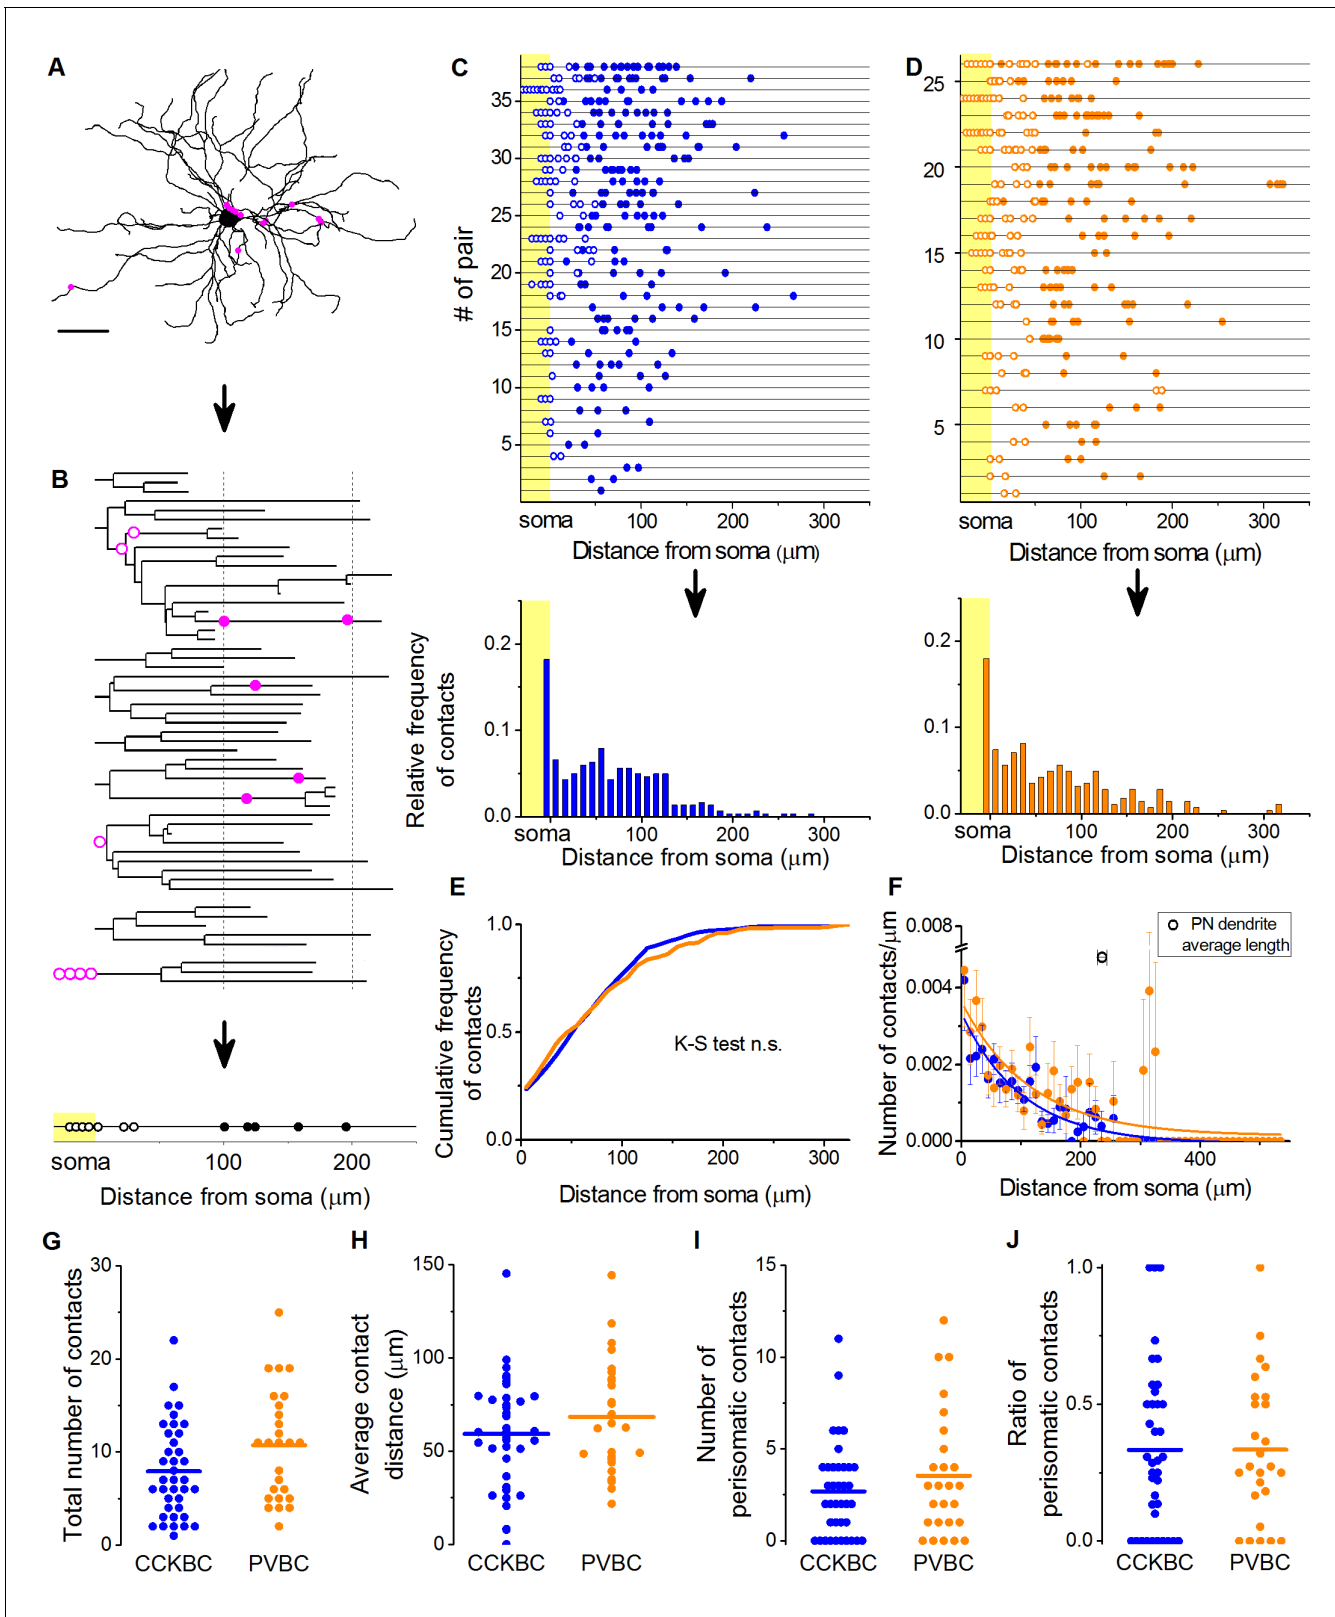 A
B
soma
100
200
Distance from soma (μm)
C
# of pair
35
30
25
20
15
10
5
soma
100
200
300
Distance from soma (μm)
Relative frequency
of contacts
0.2
0.1
0.0
soma
100
200
300
Distance from soma (μm)
D
25
20
15
10
5
soma
100
200
300
Distance from soma (μm)
0.2
0.1
0.0
soma
100
200
300
Distance from soma (μm)
E
Cumulative frequency
of contacts
1.0
0.5
0.0
K-S test n.s.
0
100
200
300
Distance from soma (μm)
F
Number of contacts/μm
0.008
0.004
0.002
0.000
PN dendrite
average length
0
200
400
Distance from soma (μm)
G
Total number of contacts
30
20
10
0
CCKBC
PVBC
H
Average contact
distance (μm)
150
100
50
0
CCKBC
PVBC
I
Number of
perisomatic contacts
15
10
5
0
CCKBC
PVBC
J
Ratio of
perisomatic contacts
1.0
0.5
0.0
CCKBC
PVBC